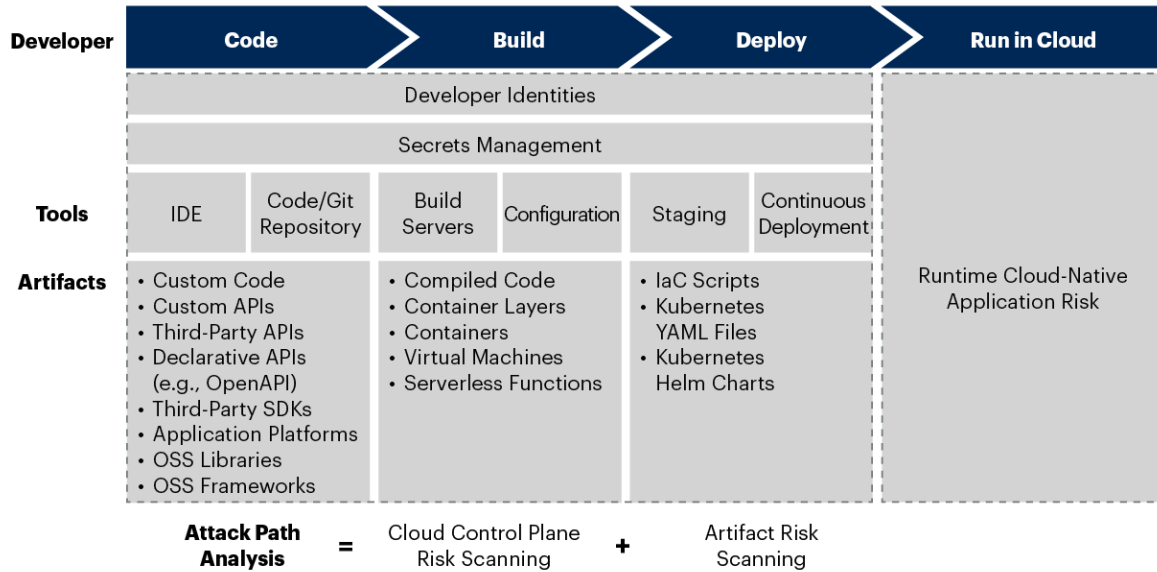 Developer
Code
Build
Deploy
Run in Cloud
Developer Identities
Secrets Management
Tools
IDE
Code/Git
Repository
Build
Servers
Configuration
Staging
Continuous
Deployment
Artifacts
• Custom Code
• Custom APIs
• Third-Party APIs
• Declarative APIs
(e.g., OpenAPI)
• Third-Party SDKs
• Application Platforms
• OSS Libraries
• OSS Frameworks
• Compiled Code
• Container Layers
• Containers
• Virtual Machines
• Serverless Functions
• IaC Scripts
• Kubernetes
YAML Files
• Kubernetes
Helm Charts
Runtime Cloud-Native
Application Risk
Attack Path
Analysis
=
Cloud Control Plane
Risk Scanning
+
Artifact Risk
Scanning